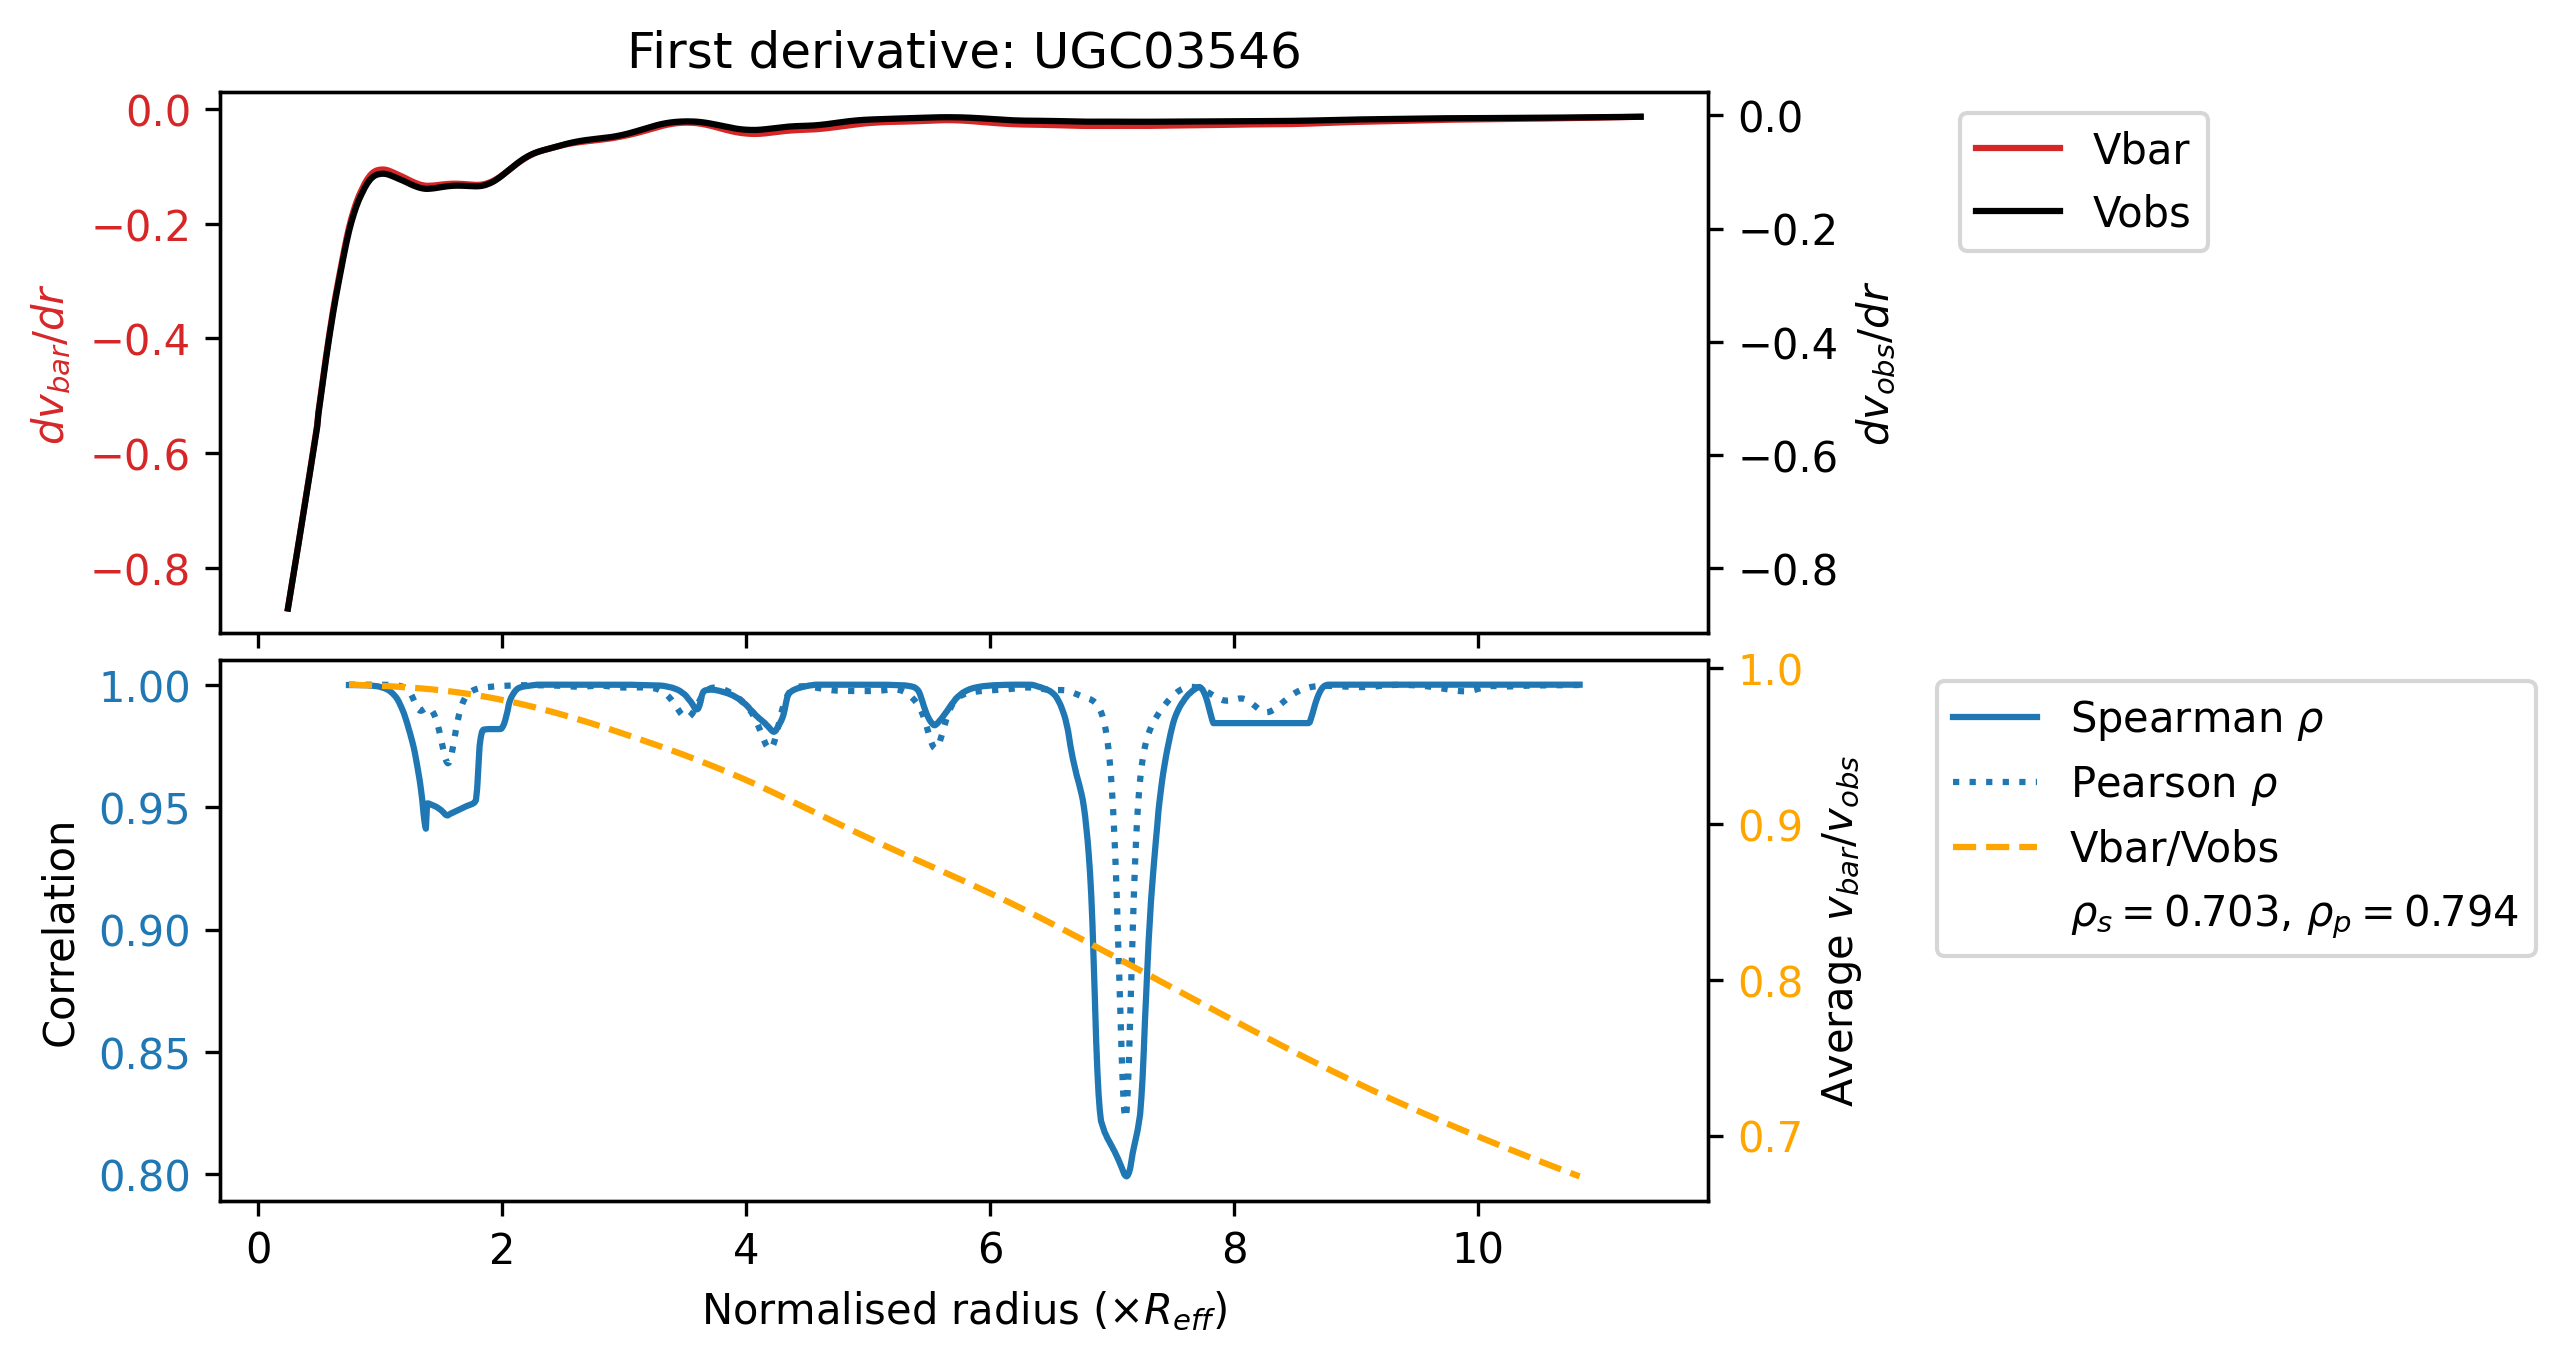 First derivative: UGC03546
0.0
−0.2
−0.4
−0.6
−0.8
dv_bar/dr
0.0
−0.2
−0.4
−0.6
−0.8
dv_obs/dr
Vbar
Vobs
1.00
0.95
0.90
0.85
0.80
Correlation
1.0
0.9
0.8
0.7
Average v_bar/v_obs
Spearman ρ
Pearson ρ
Vbar/Vobs
ρ_s = 0.703, ρ_p = 0.794
0 2 4 6 8 10
Normalised radius (×R_eff)